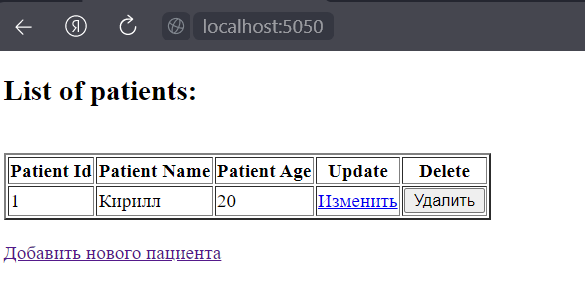 Я localhost:5050
List of patients:
Patient Id Patient Name Patient Age Update Delete
1 Кирилл 20 Изменить Удалить
Добавить нового пациента